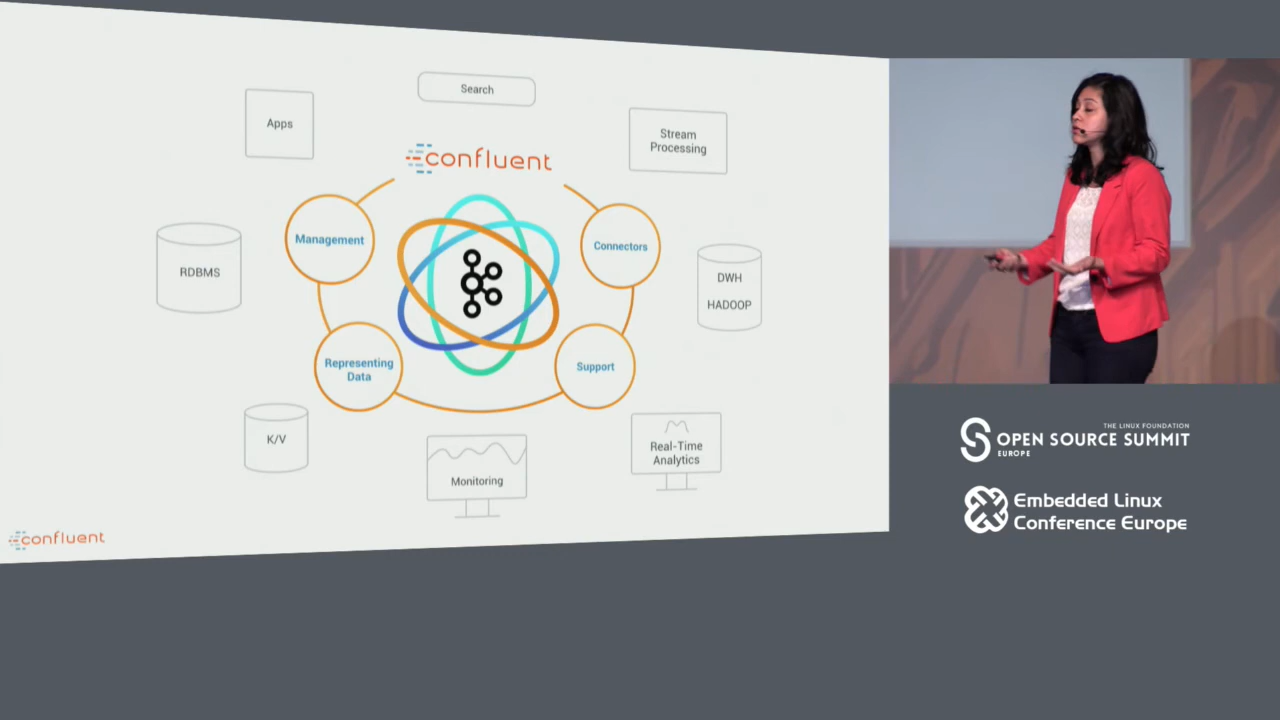 Search
Apps
Stream
Processing
confluent
Management
Connectors
RDBMS
DWH
HADOOP
Representing
Data
Support
K/V
Monitoring
Real-Time
Analytics
confluent
THE LINUX FOUNDATION
OPEN SOURCE SUMMIT
EUROPE
Embedded Linux
Conference Europe